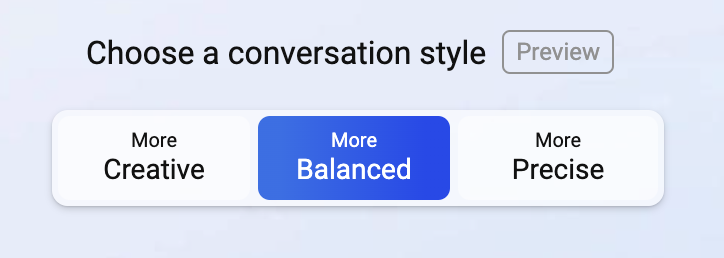 Choose a conversation style Preview
More
Creative
More
Balanced
More
Precise